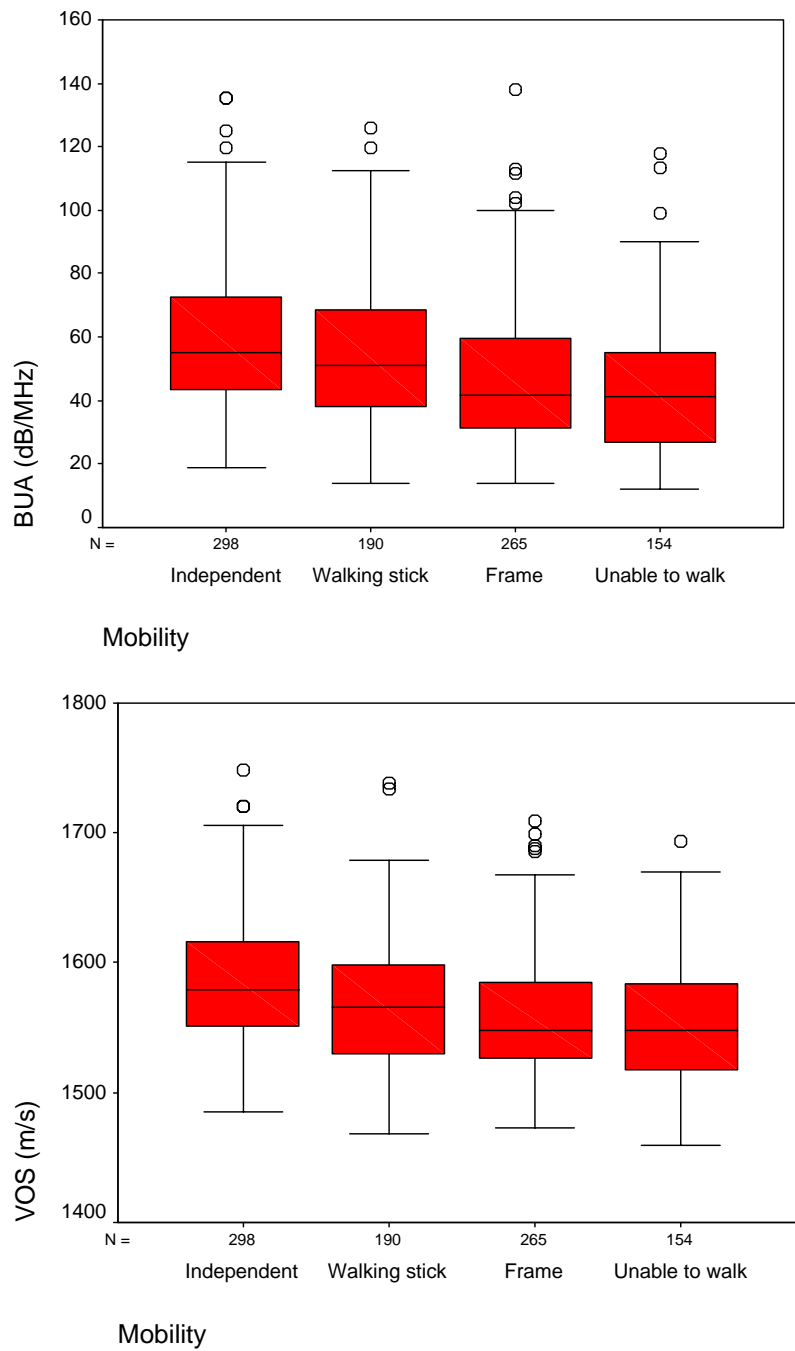 160
140
120
100
80
60
40
20
0
BUA (dB/MHz)
N = 298 190 265 154
Independent Walking stick Frame Unable to walk
Mobility
1800
1700
1600
1500
1400
VOS (m/s)
N = 298 190 265 154
Independent Walking stick Frame Unable to walk
Mobility